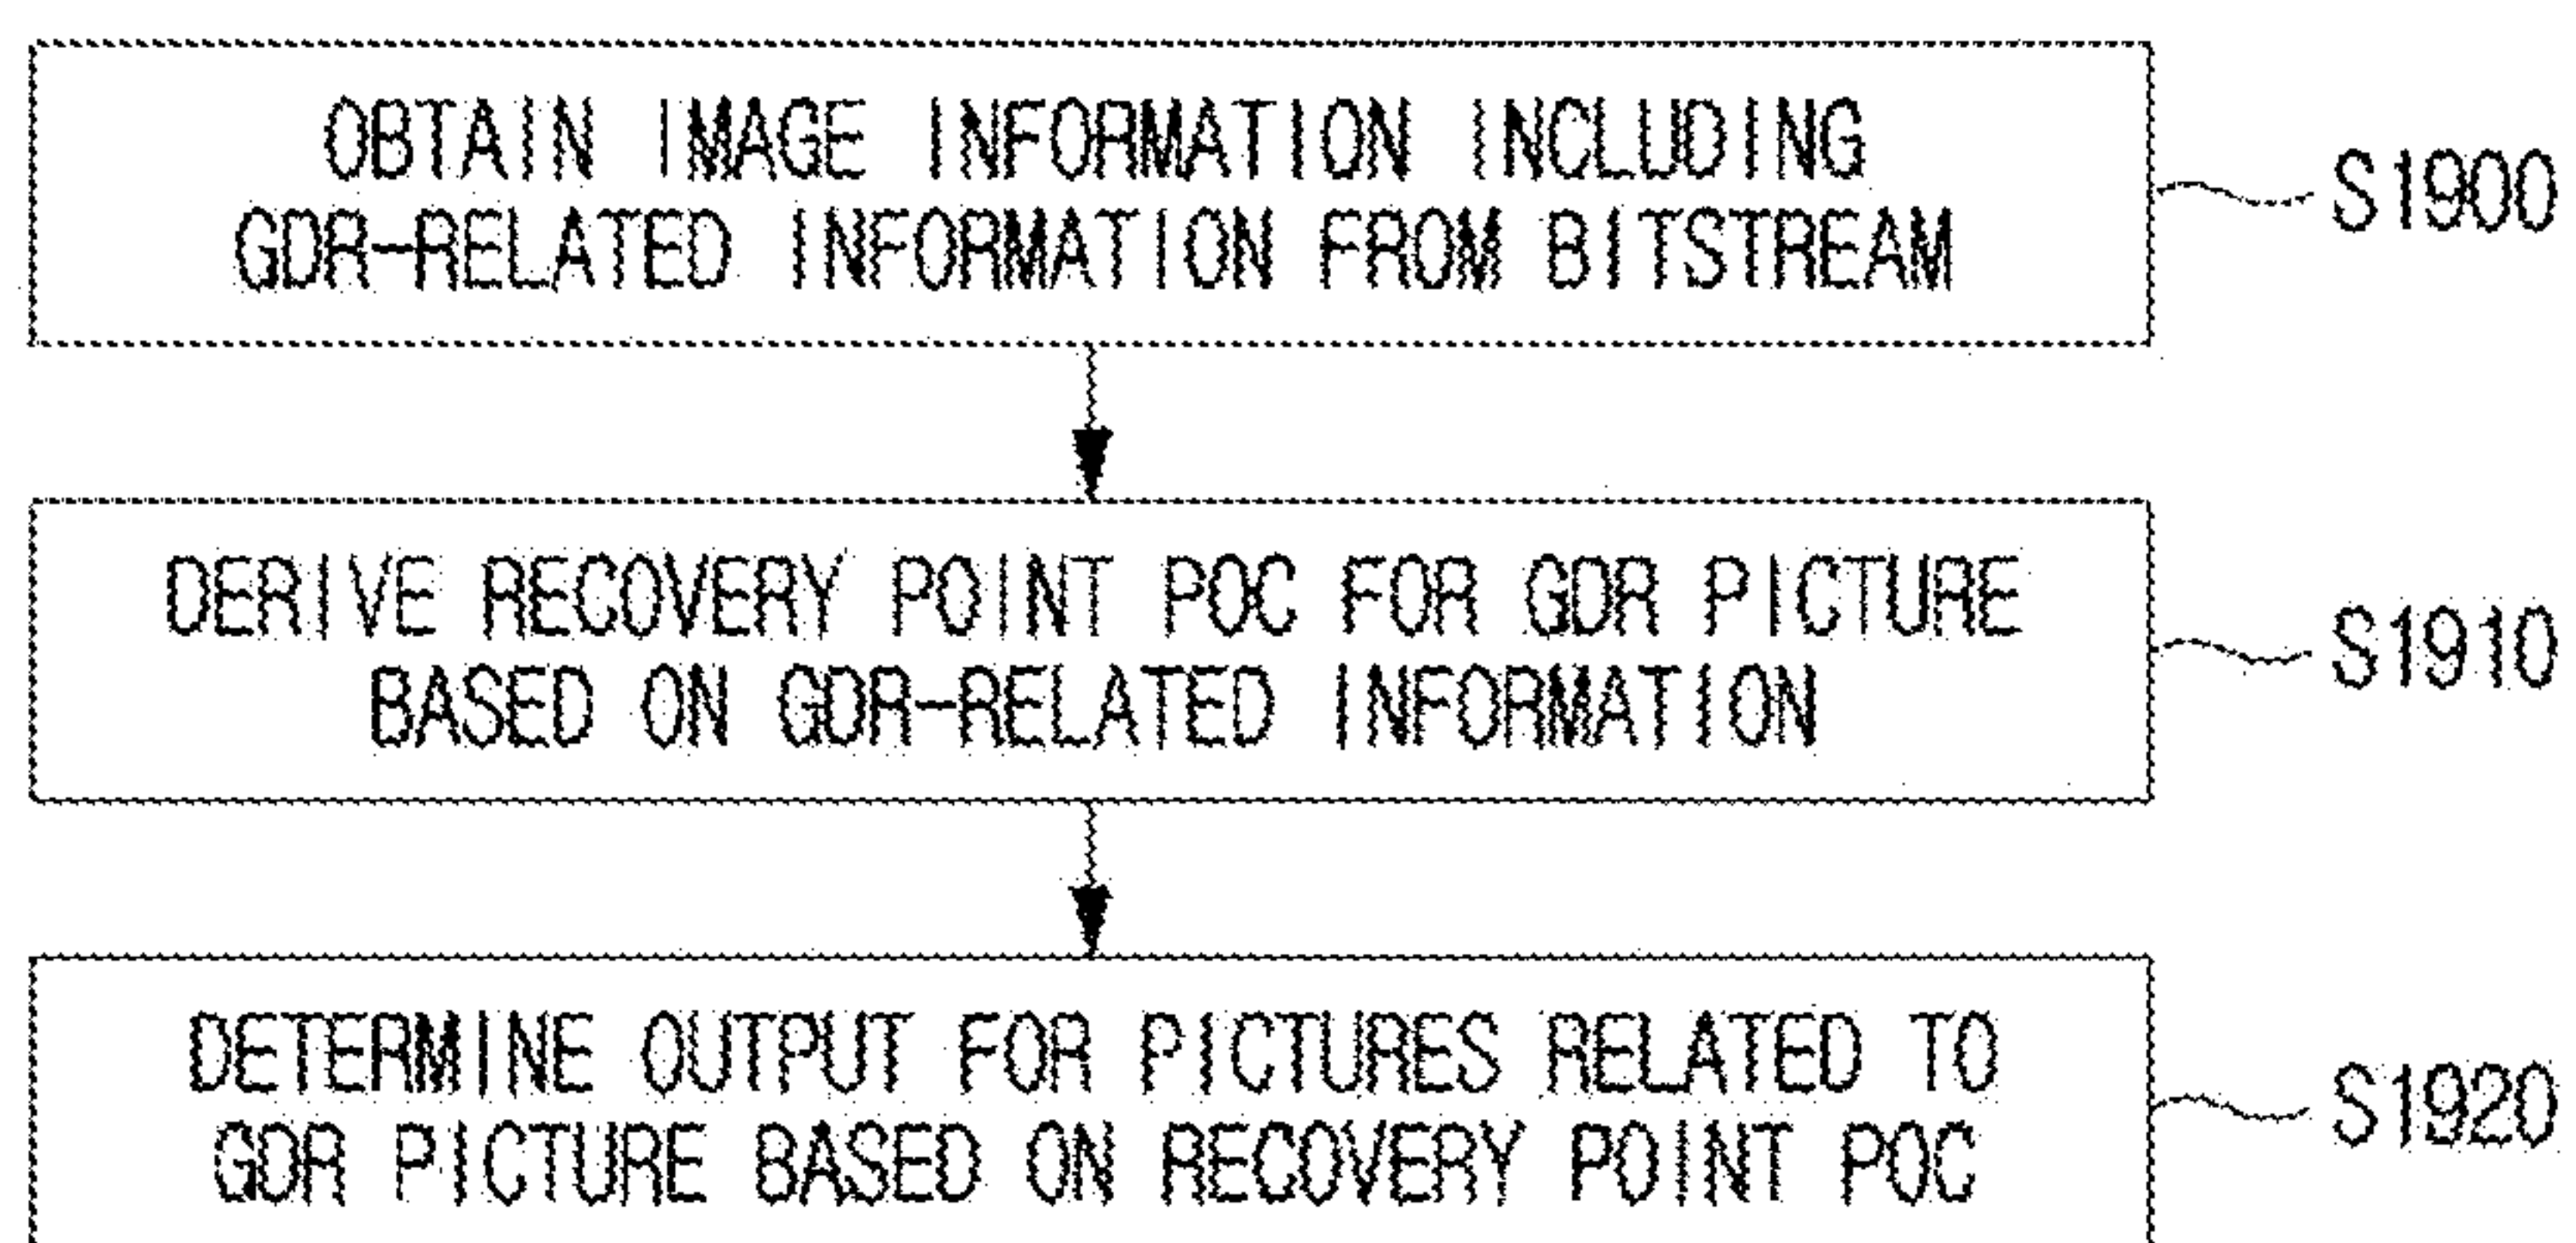 OBTAIN IMAGE INFORMATION INCLUDING
GDR-RELATED INFORMATION FROM BITSTREAM
S1900
DERIVE RECOVERY POINT POC FOR GDR PICTURE
BASED ON GDR-RELATED INFORMATION
S1910
DETERMINE OUTPUT FOR PICTURES RELATED TO
GDR PICTURE BASED ON RECOVERY POINT POC
S1920